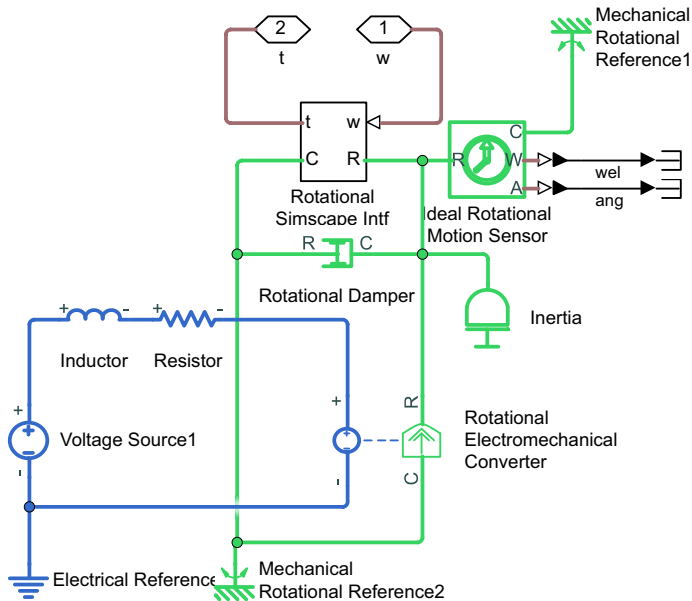 2
1
t
w
Mechanical
Rotational
Reference1
t
w
C
R
Rotational
Simscape Intf
R
C
W
A
wel
ang
Ideal Rotational
Motion Sensor
R
C
Rotational Damper
Inertia
+
-
+
-
Inductor
Resistor
+
-
Voltage Source1
+
-
+
-
+
-
R
C
Rotational
Electromechanical
Converter
Electrical Reference
Mechanical
Rotational Reference2